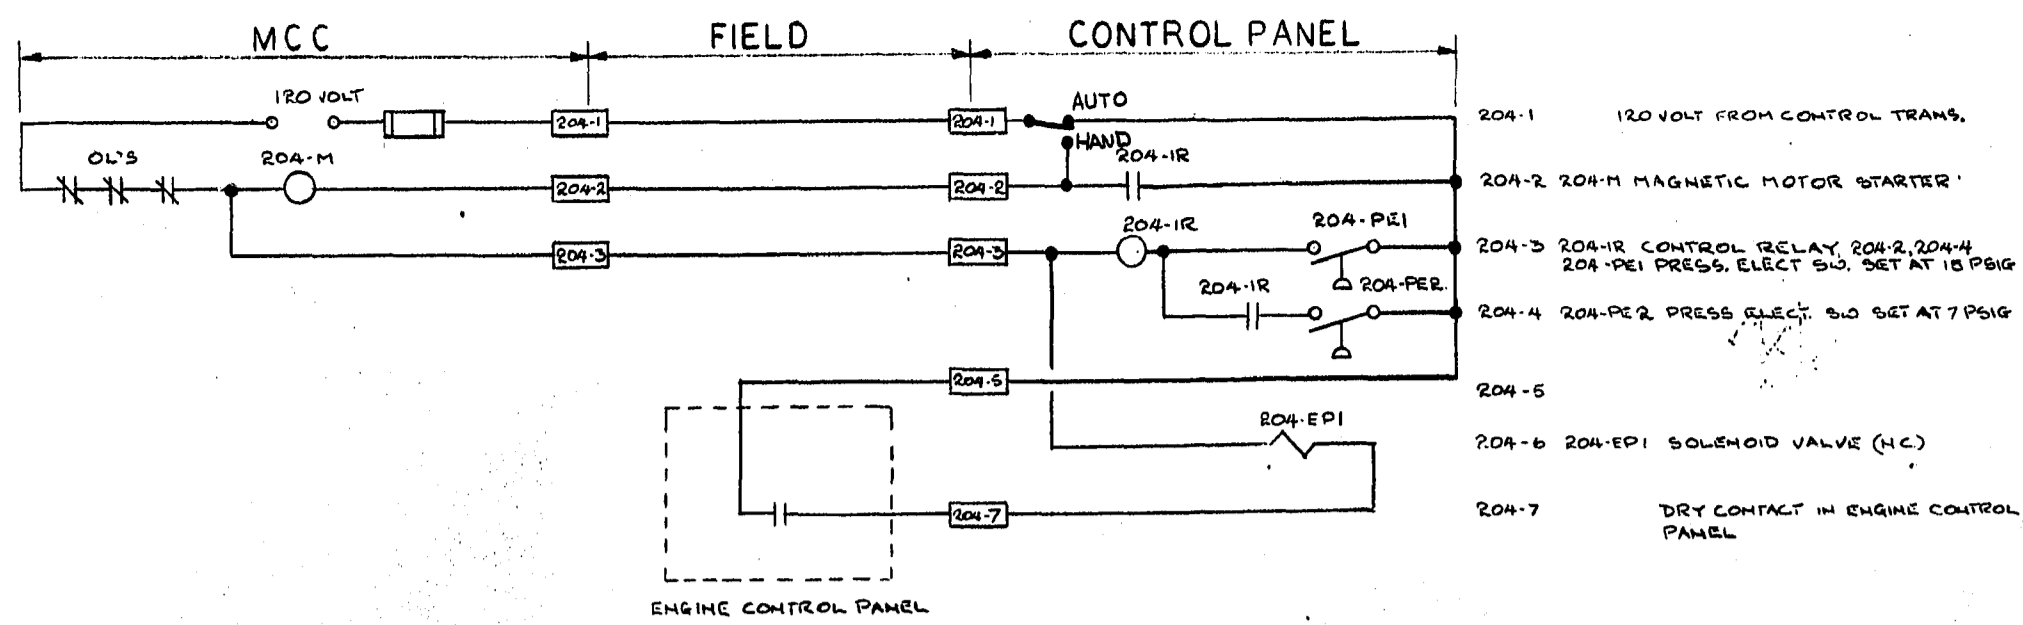 MCC FIELD CONTROL PANEL
120 VOLT
204-1
204-1
AUTO
HAND
204-1 120 VOLT FROM CONTROL TRANS.
OL'S
204-M
204-2
204-2
204-1R
204-2 204-M MAGNETIC MOTOR STARTER
204-3
204-3
204-1R
204-PE1
204-3 204-1R CONTROL RELAY, 204-2, 204-4
204-PE1 PRESS. ELECT SW. SET AT 18 PSIG
204-1R
204-PE2
204-4 204-PE2 PRESS ELECT. SW SET AT 7 PSIG
204-5
204-5
204-EP1
204-6 204-EP1 SOLENOID VALVE (N.C.)
204-7
204-7 DRY CONTACT IN ENGINE CONTROL
PANEL
ENGINE CONTROL PANEL